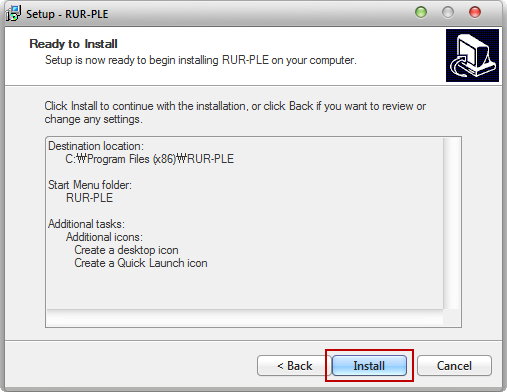 Setup - RUR-PLE
Ready to Install
Setup is now ready to begin installing RUR-PLE on your computer.
Click Install to continue with the installation, or click Back if you want to review or
change any settings.
Destination location:
C:₩Program Files (x86)₩RUR-PLE
Start Menu folder:
RUR-PLE
Additional tasks:
Additional icons:
Create a desktop icon
Create a Quick Launch icon
< Back
Install
Cancel